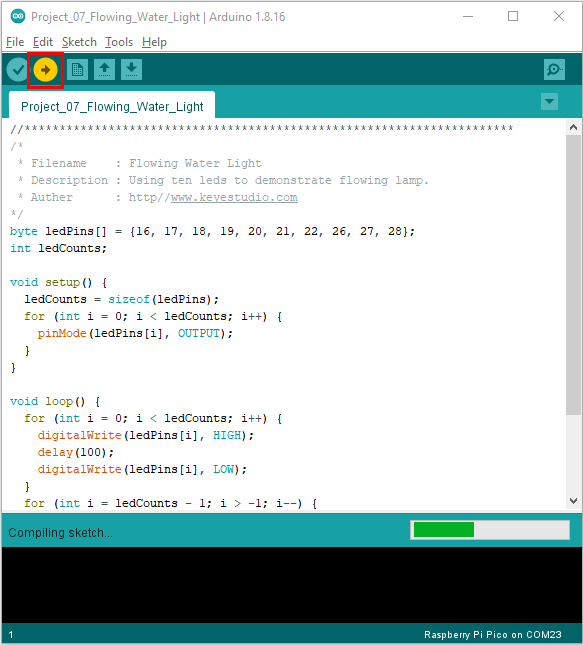 Project_07_Flowing_Water_Light | Arduino 1.8.16
File Edit Sketch Tools Help
Project_07_Flowing_Water_Light
//**********************************************************************
/*
 * Filename    : Flowing Water Light
 * Description : Using ten leds to demonstrate flowing lamp.
 * Auther      : http//www.keyestudio.com
*/
byte ledPins[] = {16, 17, 18, 19, 20, 21, 22, 26, 27, 28};
int ledCounts;
void setup() {
  ledCounts = sizeof(ledPins);
  for (int i = 0; i < ledCounts; i++) {
    pinMode(ledPins[i], OUTPUT);
  }
}
void loop() {
  for (int i = 0; i < ledCounts; i++) {
    digitalWrite(ledPins[i], HIGH);
    delay(100);
    digitalWrite(ledPins[i], LOW);
  }
  for (int i = ledCounts - 1; i > -1; i--) {
Compiling sketch...
1 Raspberry Pi Pico on COM23